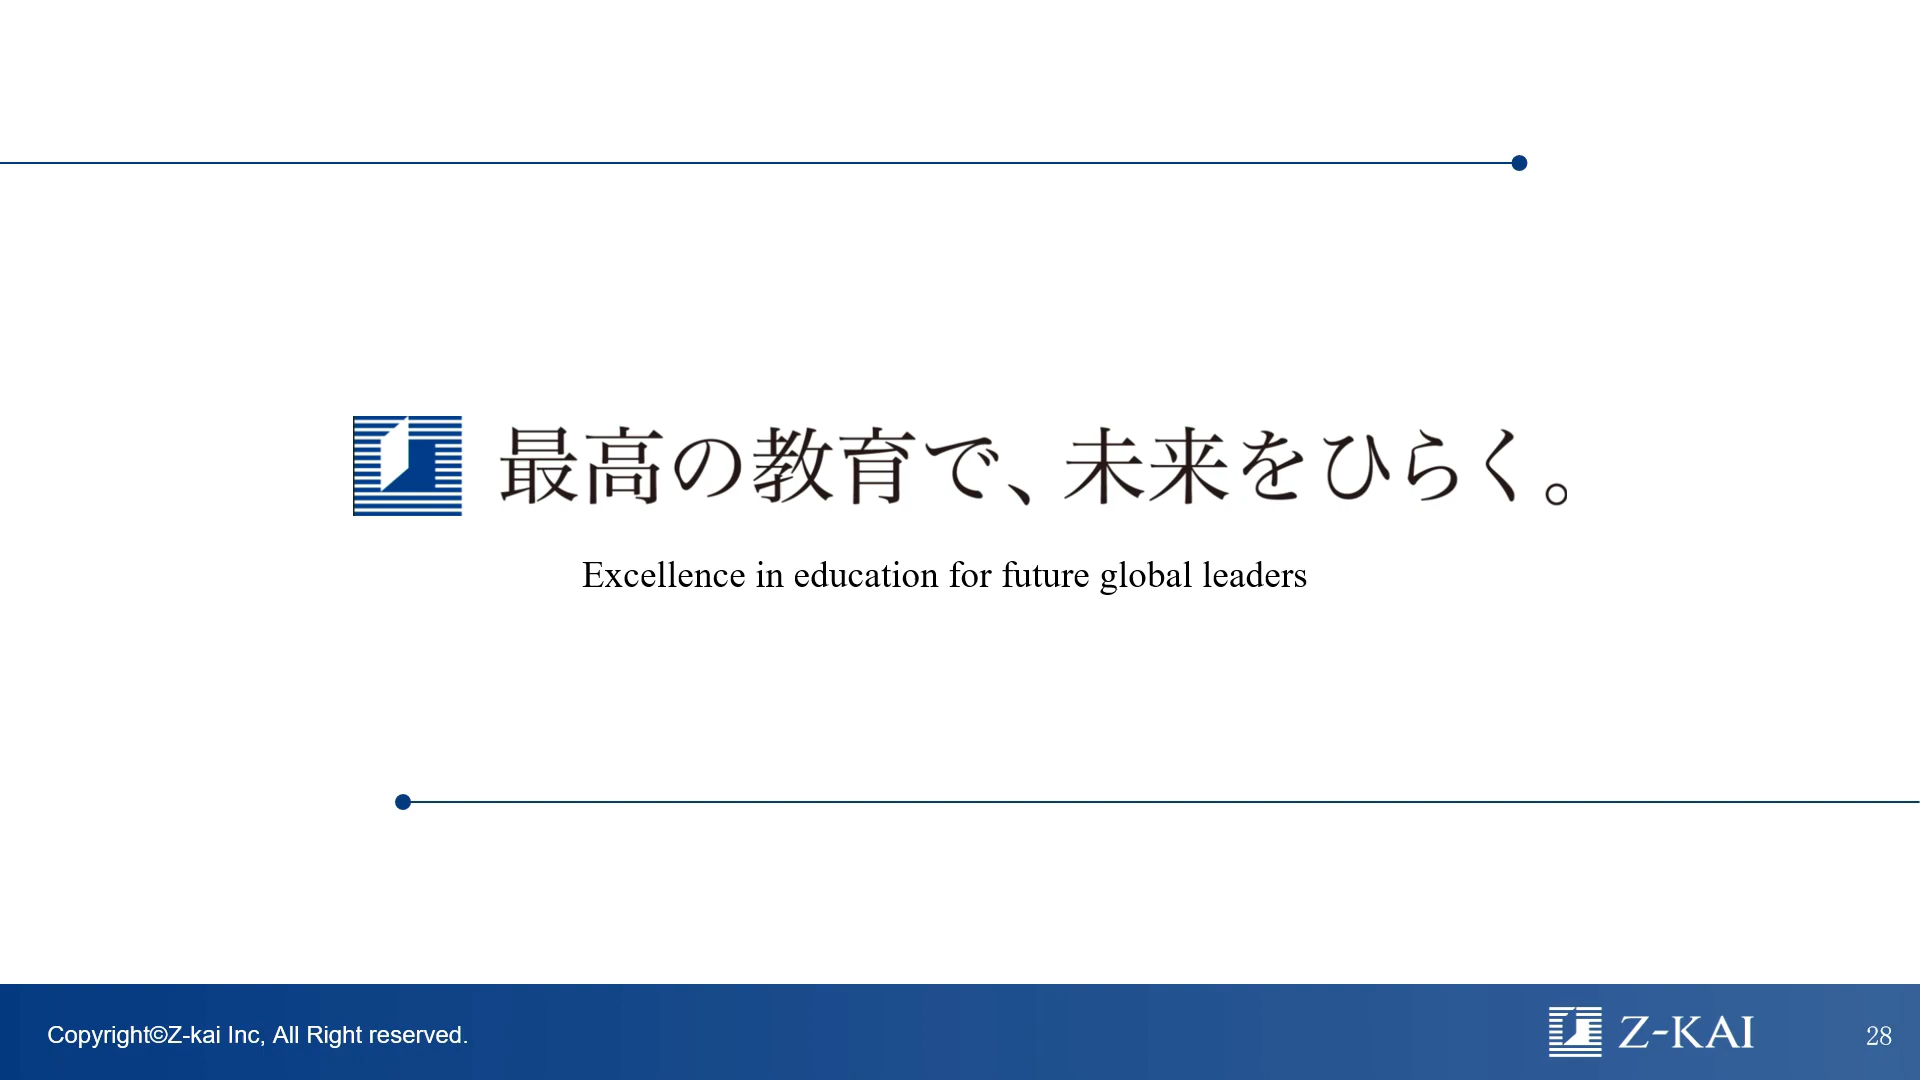 最高の教育で、未来をひらく。
Excellence in education for future global leaders
Copyright©Z-kai Inc, All Right reserved.
Z-KAI
28